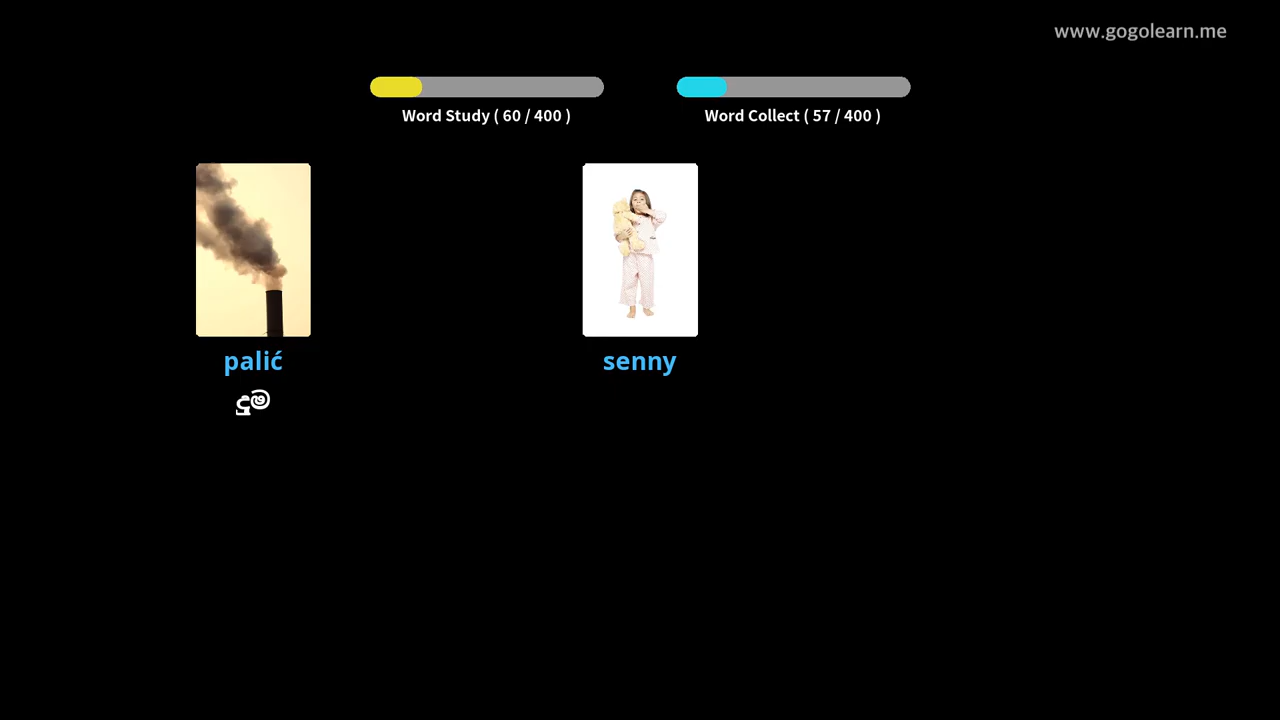 www.gogolearn.me
Word Study ( 60 / 400 )
Word Collect ( 57 / 400 )
palić
senny
දුම